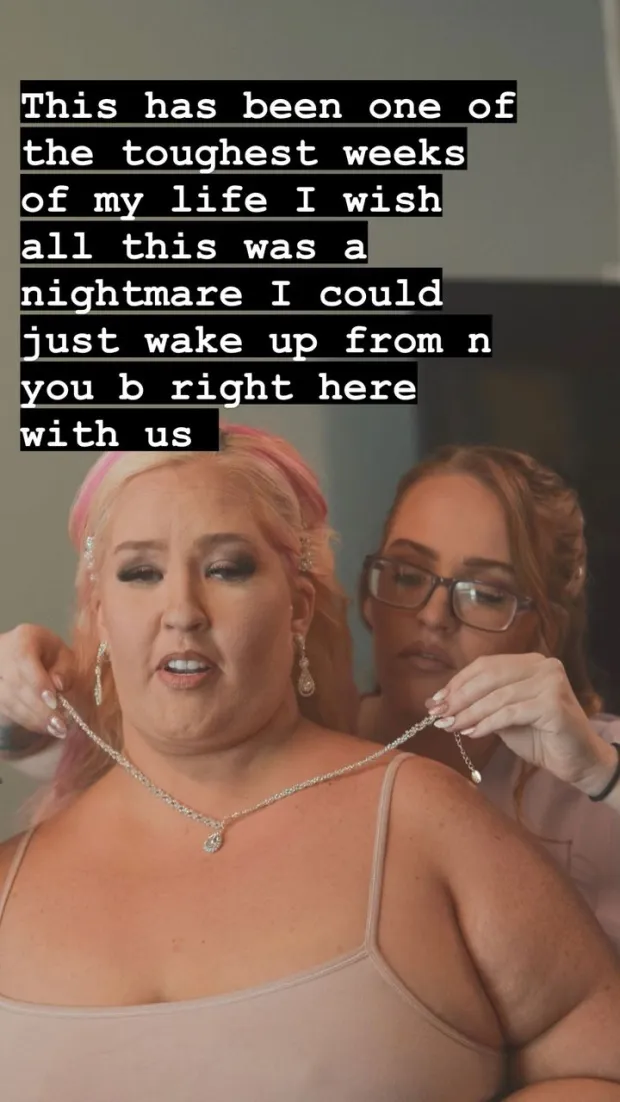 This has been one of
the toughest weeks
of my life I wish
all this was a
nightmare I could
just wake up from n
you b right here
with us